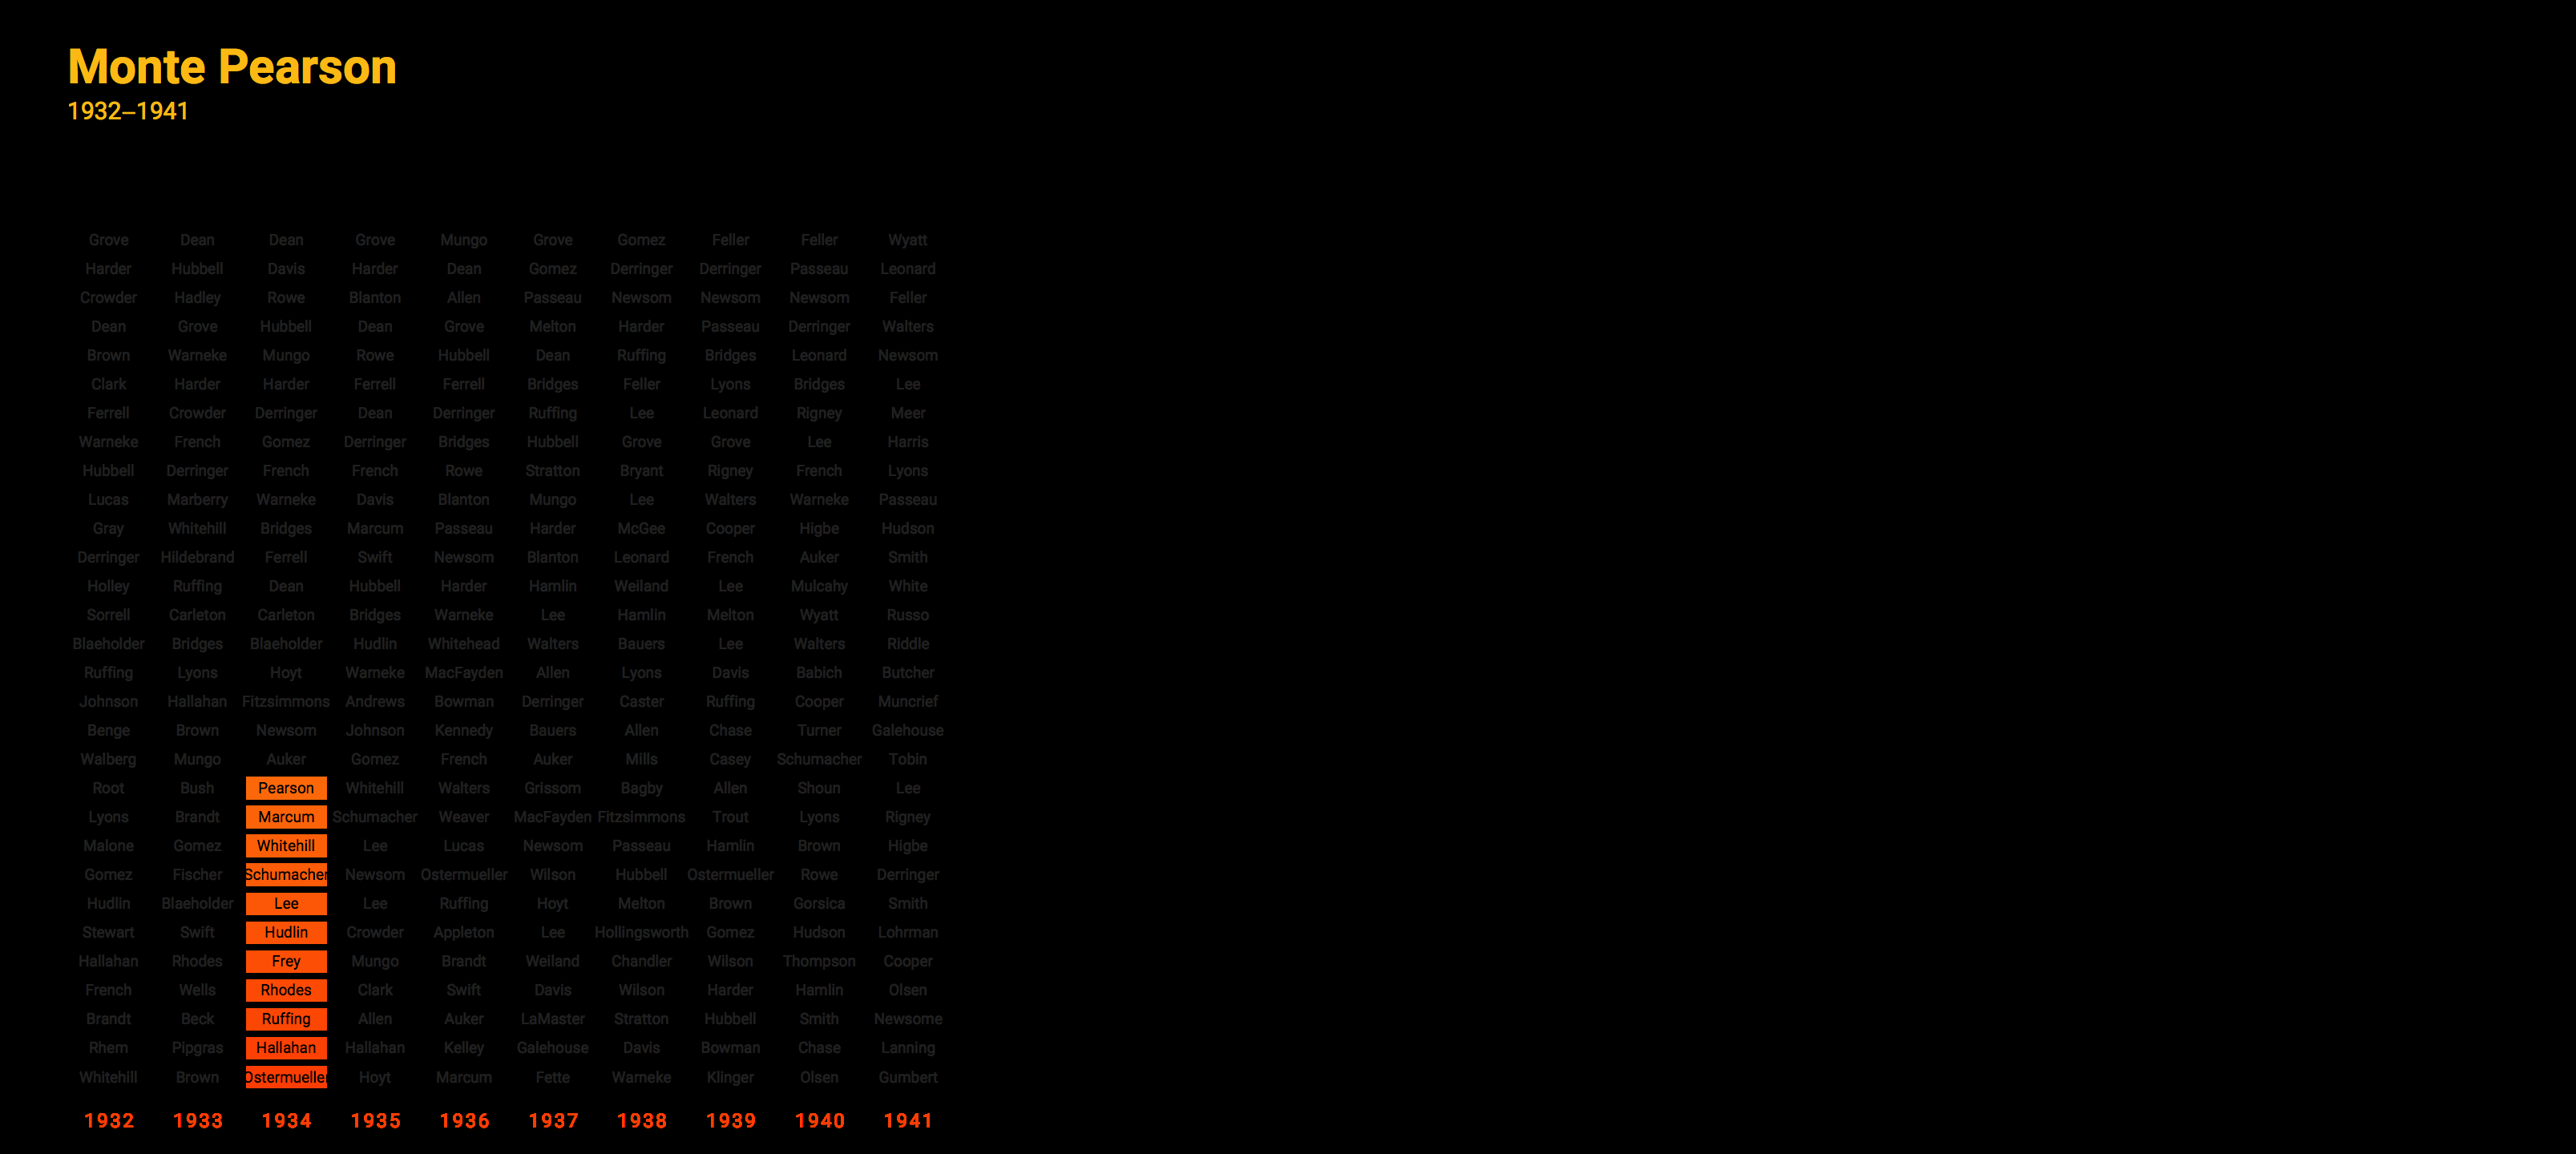 Monte Pearson
1932–1941
Grove Dean Dean Grove Mungo Grove Gomez Feller Feller Wyatt
Harder Hubbell Davis Harder Dean Gomez Derringer Derringer Passeau Leonard
Crowder Hadley Rowe Blanton Allen Passeau Newsom Newsom Newsom Feller
Dean Grove Hubbell Dean Grove Melton Harder Passeau Derringer Walters
Brown Warneke Mungo Rowe Hubbell Dean Ruffing Bridges Leonard Newsom
Clark Harder Harder Ferrell Ferrell Bridges Feller Lyons Bridges Lee
Ferrell Crowder Derringer Dean Derringer Ruffing Lee Leonard Rigney Meer
Warneke French Gomez Derringer Bridges Hubbell Grove Grove Lee Harris
Hubbell Derringer French French Rowe Stratton Bryant Rigney French Lyons
Lucas Marberry Warneke Davis Blanton Mungo Lee Walters Warneke Passeau
Gray Whitehill Bridges Marcum Passeau Harder McGee Cooper Higbe Hudson
Derringer Hildebrand Ferrell Swift Newsom Blanton Leonard French Auker Smith
Holley Ruffing Dean Hubbell Harder Hamlin Weiland Lee Mulcahy White
Sorrell Carleton Carleton Bridges Warneke Lee Hamlin Melton Wyatt Russo
Blaeholder Bridges Blaeholder Hudlin Whitehead Walters Bauers Lee Walters Riddle
Ruffing Lyons Hoyt Warneke MacFayden Allen Lyons Davis Babich Butcher
Johnson Hallahan Fitzsimmons Andrews Bowman Derringer Caster Ruffing Cooper Muncrief
Benge Brown Newsom Johnson Kennedy Bauers Allen Chase Turner Galehouse
Walberg Mungo Auker Gomez French Auker Mills Casey Schumacher Tobin
Root Bush Pearson Whitehill Walters Grissom Bagby Allen Shoun Lee
Lyons Brandt Marcum Schumacher Weaver MacFayden Fitzsimmons Trout Lyons Rigney
Malone Gomez Whitehill Lee Lucas Newsom Passeau Hamlin Brown Higbe
Gomez Fischer Schumacher Newsom Ostermueller Wilson Hubbell Ostermueller Rowe Derringer
Hudlin Blaeholder Lee Lee Ruffing Hoyt Melton Brown Gorsica Smith
Stewart Swift Hudlin Crowder Appleton Lee Hollingsworth Gomez Hudson Lohrman
Hallahan Rhodes Frey Mungo Brandt Weiland Chandler Wilson Thompson Cooper
French Wells Rhodes Clark Swift Davis Wilson Harder Hamlin Olsen
Brandt Beck Ruffing Allen Auker LaMaster Stratton Hubbell Smith Newsome
Rhem Pipgras Hallahan Hallahan Kelley Galehouse Davis Bowman Chase Lanning
Whitehill Brown Ostermueller Hoyt Marcum Fette Warneke Klinger Olsen Gumbert
1932 1933 1934 1935 1936 1937 1938 1939 1940 1941